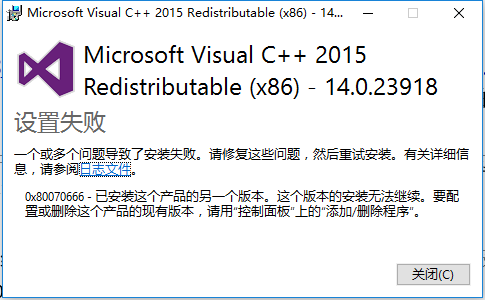 Microsoft Visual C++ 2015 Redistributable (x86) - 14...
Microsoft Visual C++ 2015
Redistributable (x86) - 14.0.23918
设置失败
一个或多个问题导致了安装失败。请修复这些问题，然后重试安装。有关详细信
息，请参阅日志文件。
0x80070666 - 已安装这个产品的另一个版本。这个版本的安装无法继续。要配
置或删除这个产品的现有版本，请用“控制面板”上的“添加/删除程序”。
关闭(C)